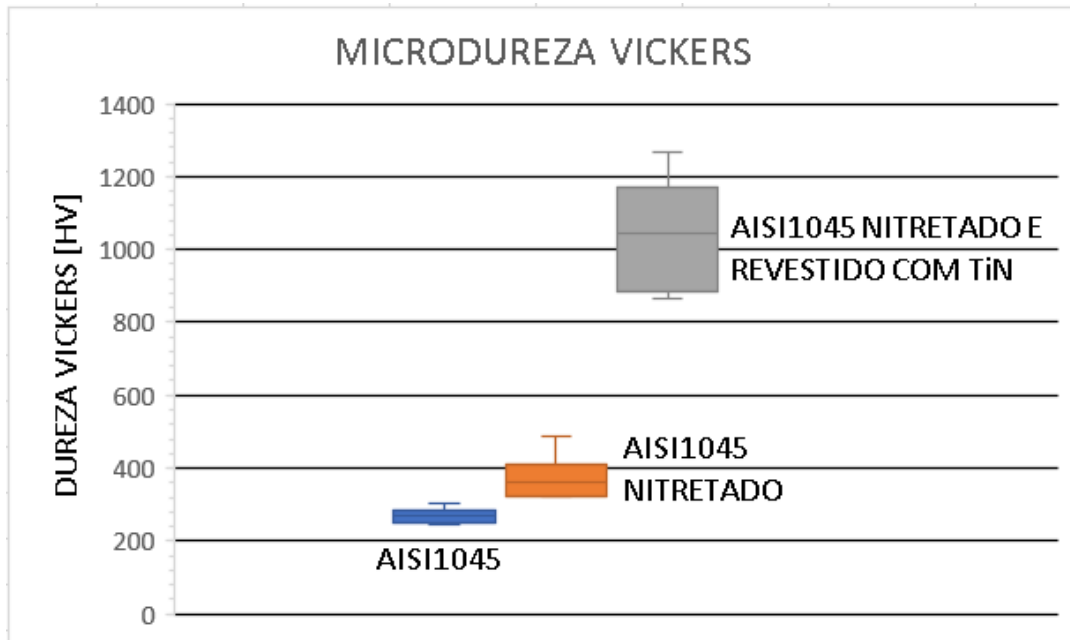 MICRODUREZA VICKERS
1400
1200
1000
800
600
400
200
0
DUREZA VICKERS [HV]
AISI1045 NITRETADO E
REVESTIDO COM TiN
AISI1045
NITRETADO
AISI1045